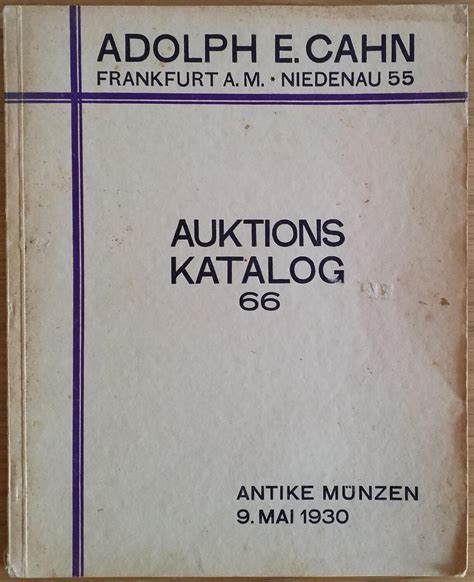 ADOLPH E. CAHN
FRANKFURT A. M. · NIEDENAU 55
AUKTIONS
KATALOG
66
ANTIKE MÜNZEN
9. MAI 1930